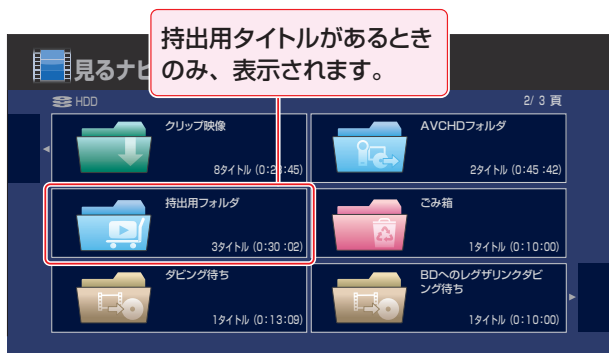 持出用タイトルがあるとき
のみ、表示されます。
見るナビ
HDD
2/ 3 頁
クリップ映像
8タイトル (0:23:45)
AVCHDフォルダ
2タイトル (0:45:42)
持出用フォルダ
3タイトル (0:30:02)
ごみ箱
1タイトル (0:10:00)
ダビング待ち
1タイトル (0:13:09)
BDへのレグザリンクダビ
ング待ち
1タイトル (0:10:00)